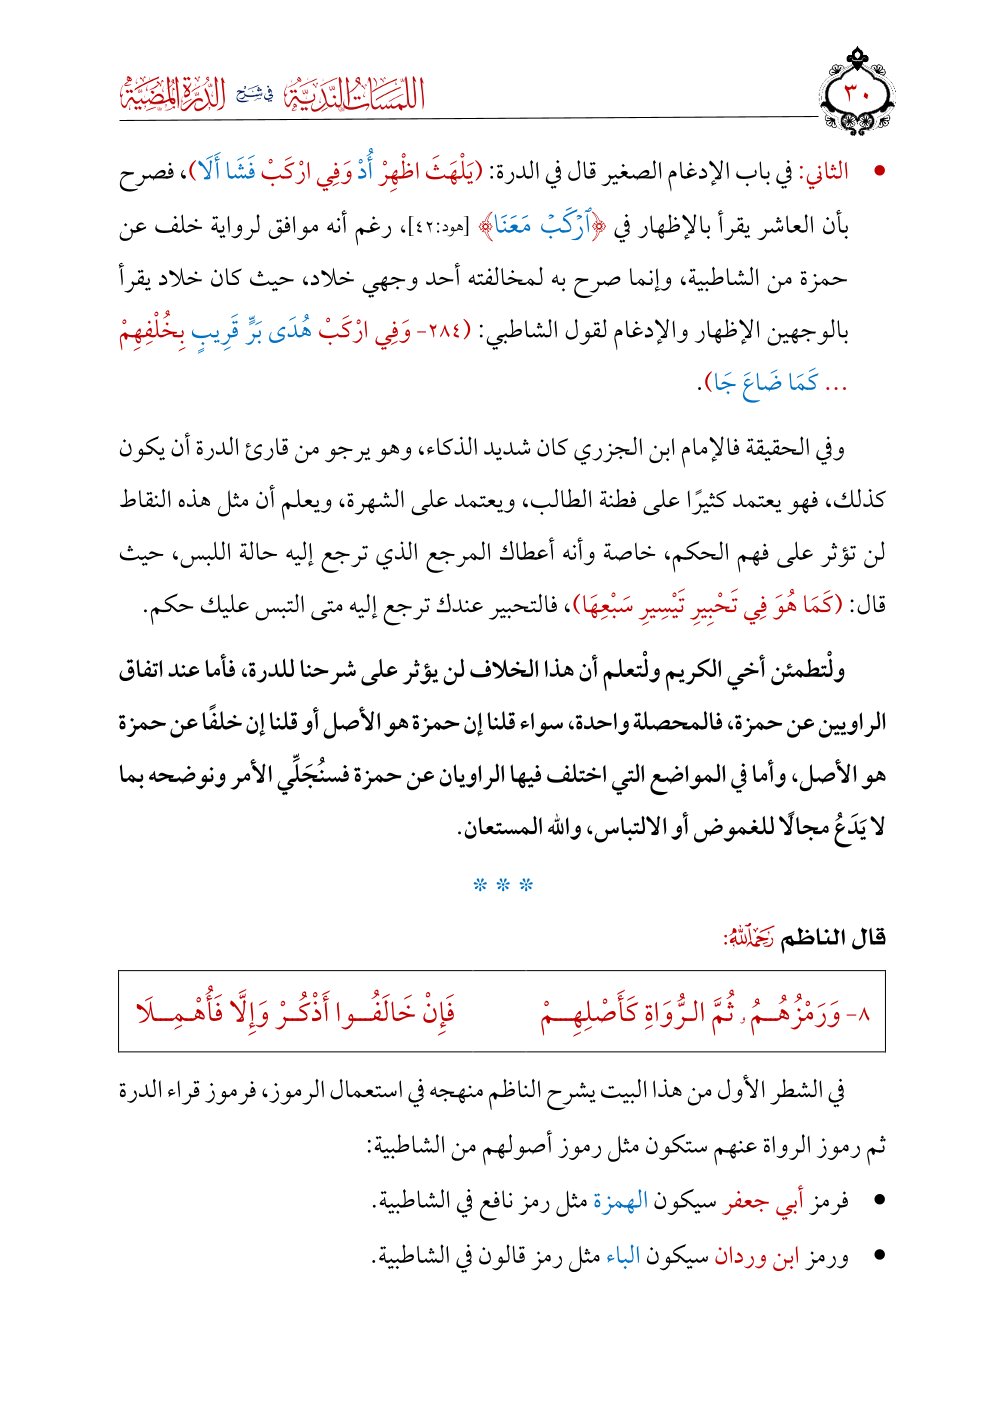 ٣٠
اللمسات الندية في شرح الدرة المضية
• الثاني: في باب الإدغام الصغير قال في الدرة: (يَلْهَثَ اظْهِرْ أُدْ وَفِي ارْكَبْ فَشَا أَلَا)، فصرح
بأن العاشر يقرأ بالإظهار في ﴿ٱرْكَبْ مَعَنَا﴾ [هود:٤٢]، رغم أنه موافق لرواية خلف عن
حمزة من الشاطبية، وإنما صرح به لمخالفته أحد وجهي خلاد، حيث كان خلاد يقرأ
بالوجهين الإظهار والإدغام لقول الشاطبي: (٢٨٤- وَفِي ارْكَبْ هُدَى بَرٍّ قَرِيبٍ بِخُلْفِهِمْ
... كَمَا ضَاعَ جَا).
وفي الحقيقة فالإمام ابن الجزري كان شديد الذكاء، وهو يرجو من قارئ الدرة أن يكون
كذلك، فهو يعتمد كثيرًا على فطنة الطالب، ويعتمد على الشهرة، ويعلم أن مثل هذه النقاط
لن تؤثر على فهم الحكم، خاصة وأنه أعطاك المرجع الذي ترجع إليه حالة اللبس، حيث
قال: (كَمَا هُوَ فِي تَحْبِيرِ تَيْسِيرِ سَبْعِهَا)، فالتحبير عندك ترجع إليه متى التبس عليك حكم.
ولْتطمئن أخي الكريم ولْتعلم أن هذا الخلاف لن يؤثر على شرحنا للدرة، فأما عند اتفاق
الراويين عن حمزة، فالمحصلة واحدة، سواء قلنا إن حمزة هو الأصل أو قلنا إن خلفًا عن حمزة
هو الأصل، وأما في المواضع التي اختلف فيها الراويان عن حمزة فسنُجَلِّي الأمر ونوضحه بما
لا يَدَعُ مجالًا للغموض أو الالتباس، والله المستعان.
* * *
قال الناظم رحمه الله:
٨- وَرَمْزُهُـمُ ۥ ثُمَّ الـرُّوَاةِ كَأَصْلِهِـمْ فَإِنْ خَالَفُـوا أَذْكُـرْ وَإِلَّا فَأُهْـمِـلَا
في الشطر الأول من هذا البيت يشرح الناظم منهجه في استعمال الرموز، فرموز قراء الدرة
ثم رموز الرواة عنهم ستكون مثل رموز أصولهم من الشاطبية:
• فرمز أبي جعفر سيكون الهمزة مثل رمز نافع في الشاطبية.
• ورمز ابن وردان سيكون الباء مثل رمز قالون في الشاطبية.